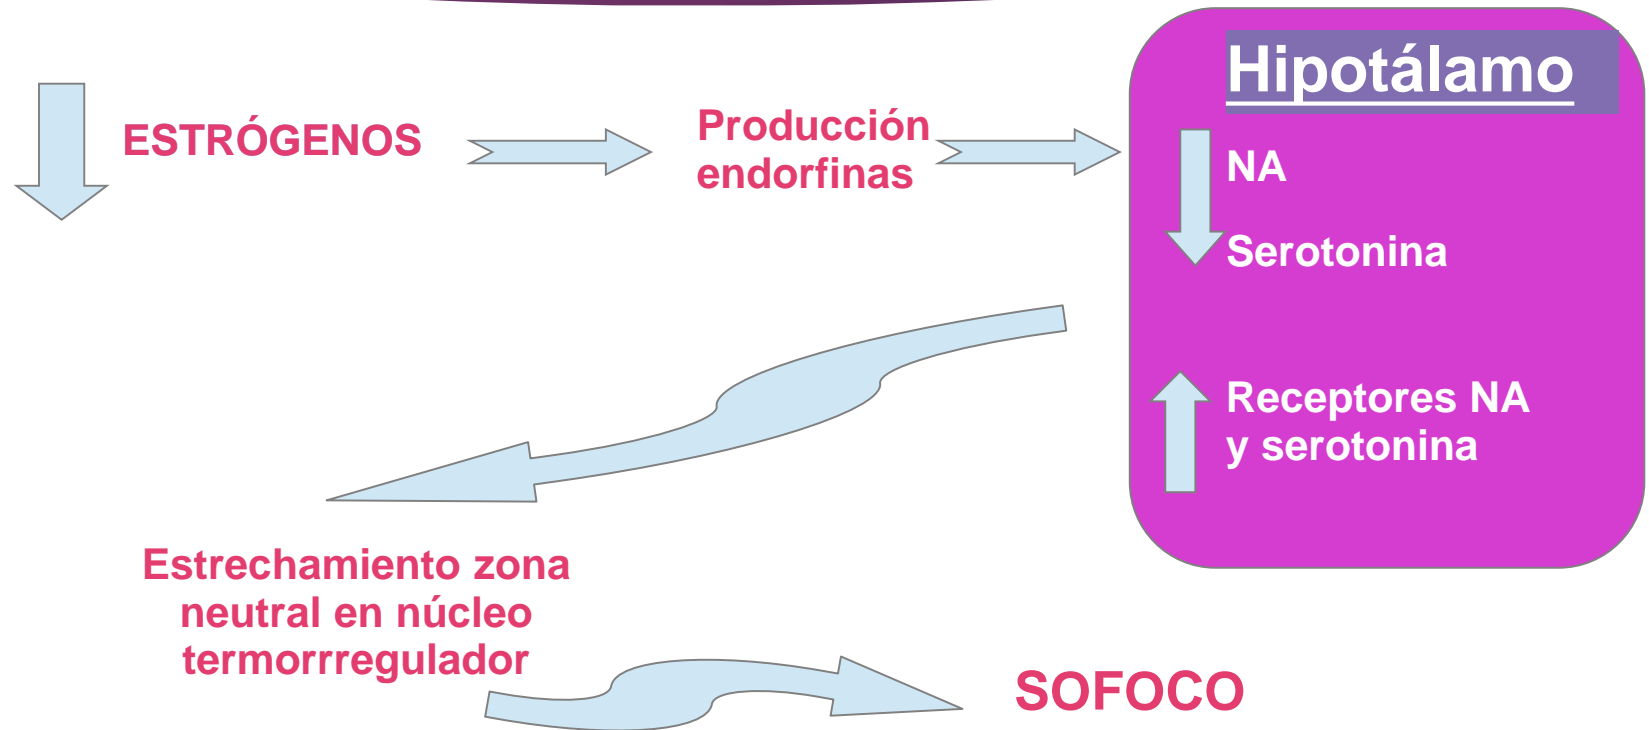 Hipotálamo
ESTRÓGENOS
Producción
endorfinas
NA
Serotonina
Receptores NA
y serotonina
Estrechamiento zona
neutral en núcleo
termorrregulador
SOFOCO